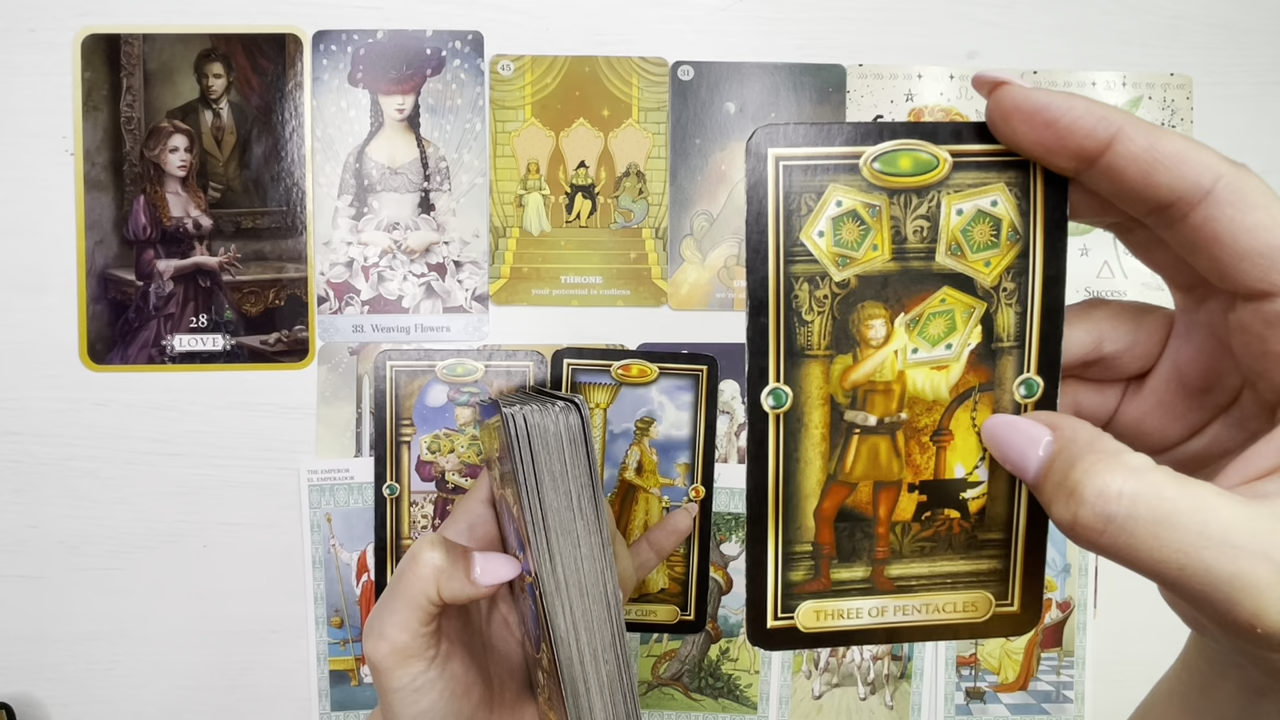 28
LOVE
33. Weaving Flowers
45
THRONE
your potential is endless
31
20
Success
THE EMPEROR
EL EMPERADOR
OF CUPS
THREE OF PENTACLES